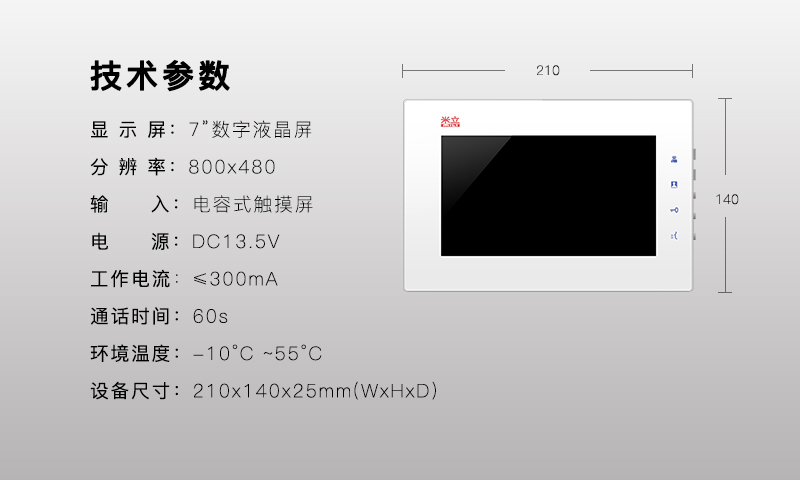 技术参数
显示屏：7”数字液晶屏
分辨率：800x480
输入：电容式触摸屏
电源：DC13.5V
工作电流：≤300mA
通话时间：60s
环境温度：-10°C ~55°C
设备尺寸：210x140x25mm(WxHxD)
210
米立
140